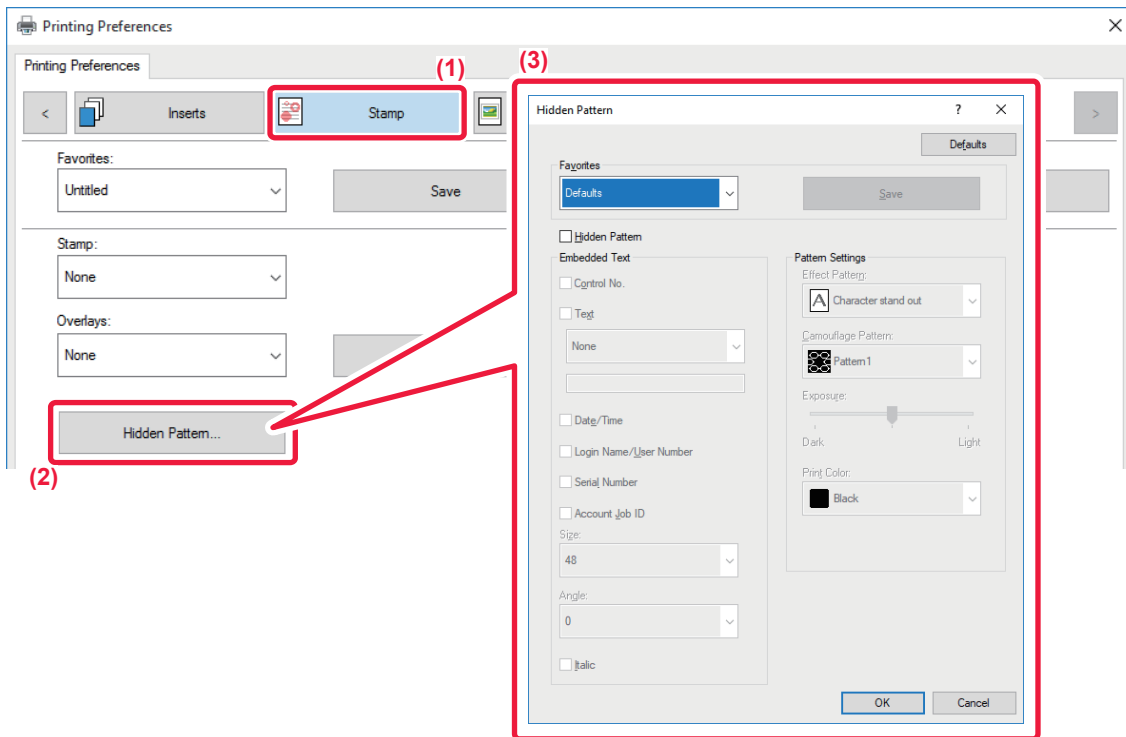 Printing Preferences
Printing Preferences
(1)
(3)
<
Inserts
Stamp
>
Favorites:
Untitled
Save
Stamp:
None
Overlays:
None
Hidden Pattern...
(2)
Hidden Pattern
?
Defaults
Favorites
Defaults
Save
Hidden Pattern
Embedded Text
Control No.
Text
None
Date/Time
Login Name/User Number
Serial Number
Account Job ID
Size:
48
Angle:
0
Italic
Pattern Settings
Effect Pattern:
A Character stand out
Camouflage Pattern:
Pattern1
Exposure:
Dark Light
Print Color:
Black
OK Cancel